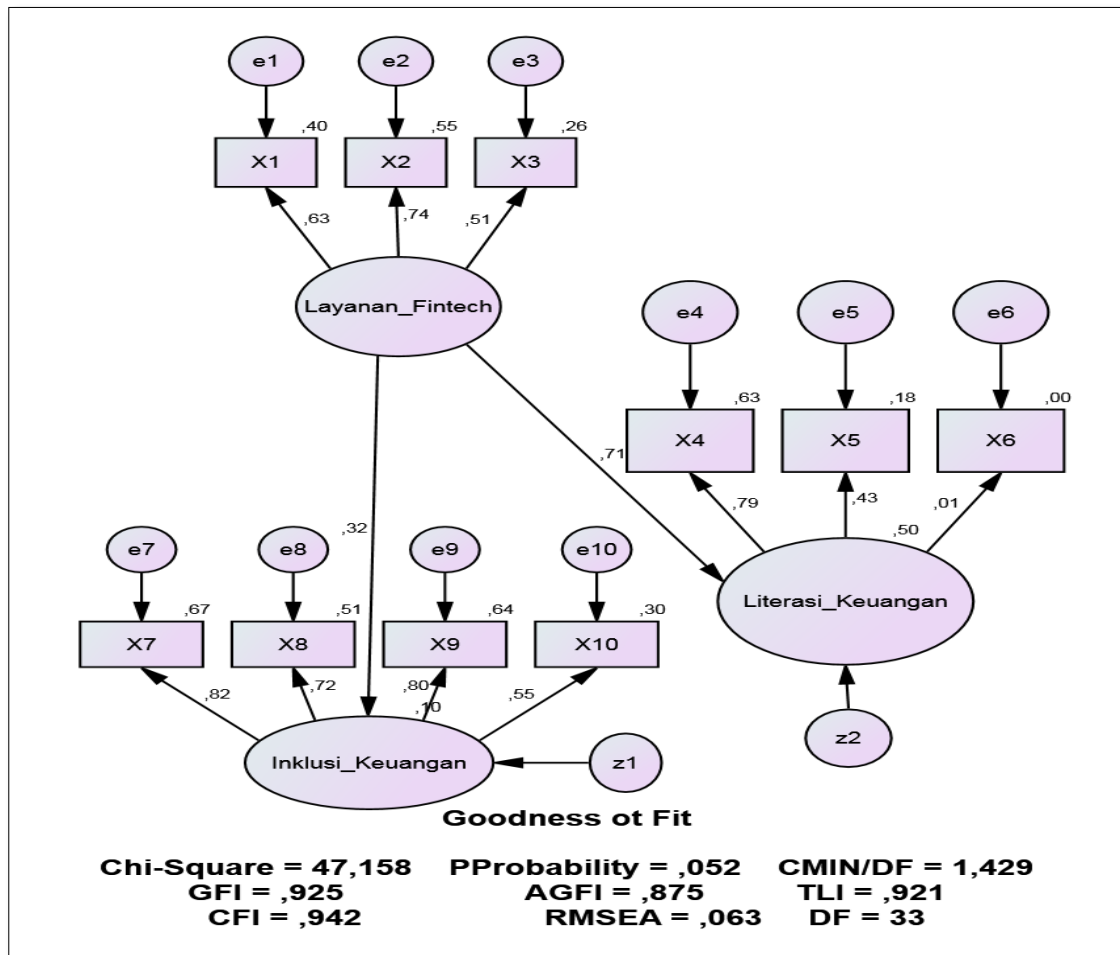 e1 e2 e3
,40 ,55 ,26
X1 X2 X3
,63 ,74 ,51
Layanan_Fintech
e4 e5 e6
,63 ,18 ,00
X4 X5 X6
,71
,79 ,43 ,01
,50
Literasi_Keuangan
z2
,32
e7 e8 e9 e10
,67 ,51 ,64 ,30
X7 X8 X9 X10
,82 ,72 ,80 ,55
,10
Inklusi_Keuangan
z1
Goodness ot Fit
Chi-Square = 47,158 PProbability = ,052 CMIN/DF = 1,429
GFI = ,925 AGFI = ,875 TLI = ,921
CFI = ,942 RMSEA = ,063 DF = 33